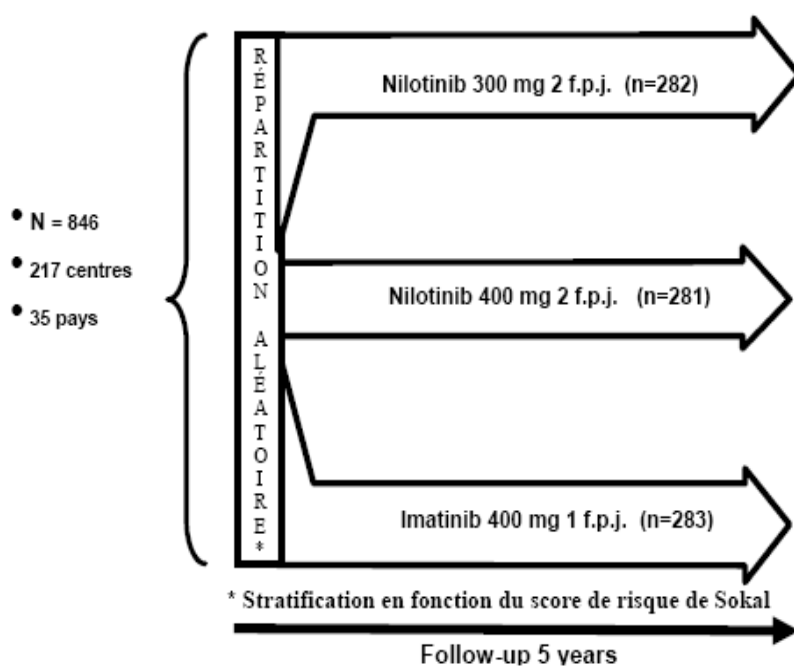 • N = 846
• 217 centres
• 35 pays
RÉPARTITION ALÉATOIRE*
Nilotinib 300 mg 2 f.p.j. (n=282)
Nilotinib 400 mg 2 f.p.j. (n=281)
Imatinib 400 mg 1 f.p.j. (n=283)
* Stratification en fonction du score de risque de Sokal
Follow-up 5 years